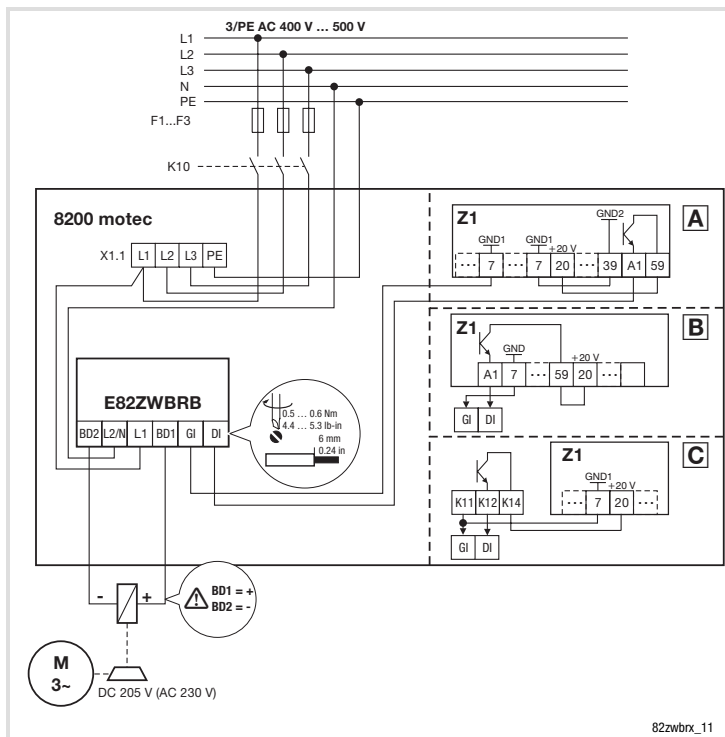 3/PE AC 400 V ... 500 V
L1
L2
L3
N
PE
F1...F3
K10
8200 motec
X1.1 L1 L2 L3 PE
E82ZWBRB
BD2 L2/N L1 BD1 GI DI
0.5 ... 0.6 Nm
4.4 ... 5.3 lb-in
6 mm
0.24 in
- +
BD1 = +
BD2 = -
M
3~
DC 205 V (AC 230 V)
Z1 A
GND2
GND1 GND1
+20 V
... 7 ... 7 20 ... 39 A1 59
Z1 B
GND
+20 V
A1 7 ... 59 20 ...
GI DI
Z1 C
GND1
+20 V
K11 K12 K14
... 7 20 ...
GI DI
82zwbrx_11